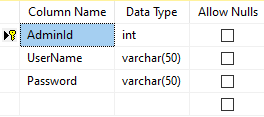 Column Name Data Type Allow Nulls
AdminId int
UserName varchar(50)
Password varchar(50)